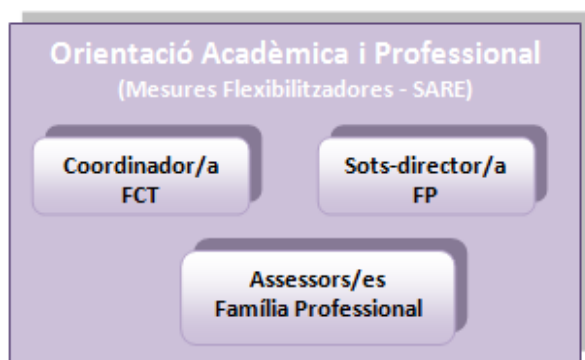 Orientació Acadèmica i Professional
(Mesures Flexibilitzadores - SARE)
Coordinador/a
FCT
Sots-director/a
FP
Assessors/es
Família Professional